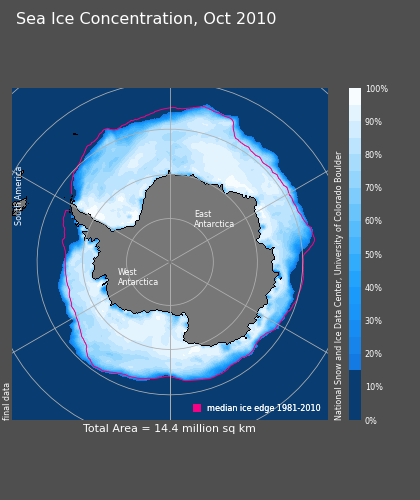 Sea Ice Concentration, Oct 2010
South America
East
Antarctica
West
Antarctica
final data
median ice edge 1981-2010
Total Area = 14.4 million sq km
National Snow and Ice Data Center, University of Colorado Boulder
100%
90%
80%
70%
60%
50%
40%
30%
20%
10%
0%